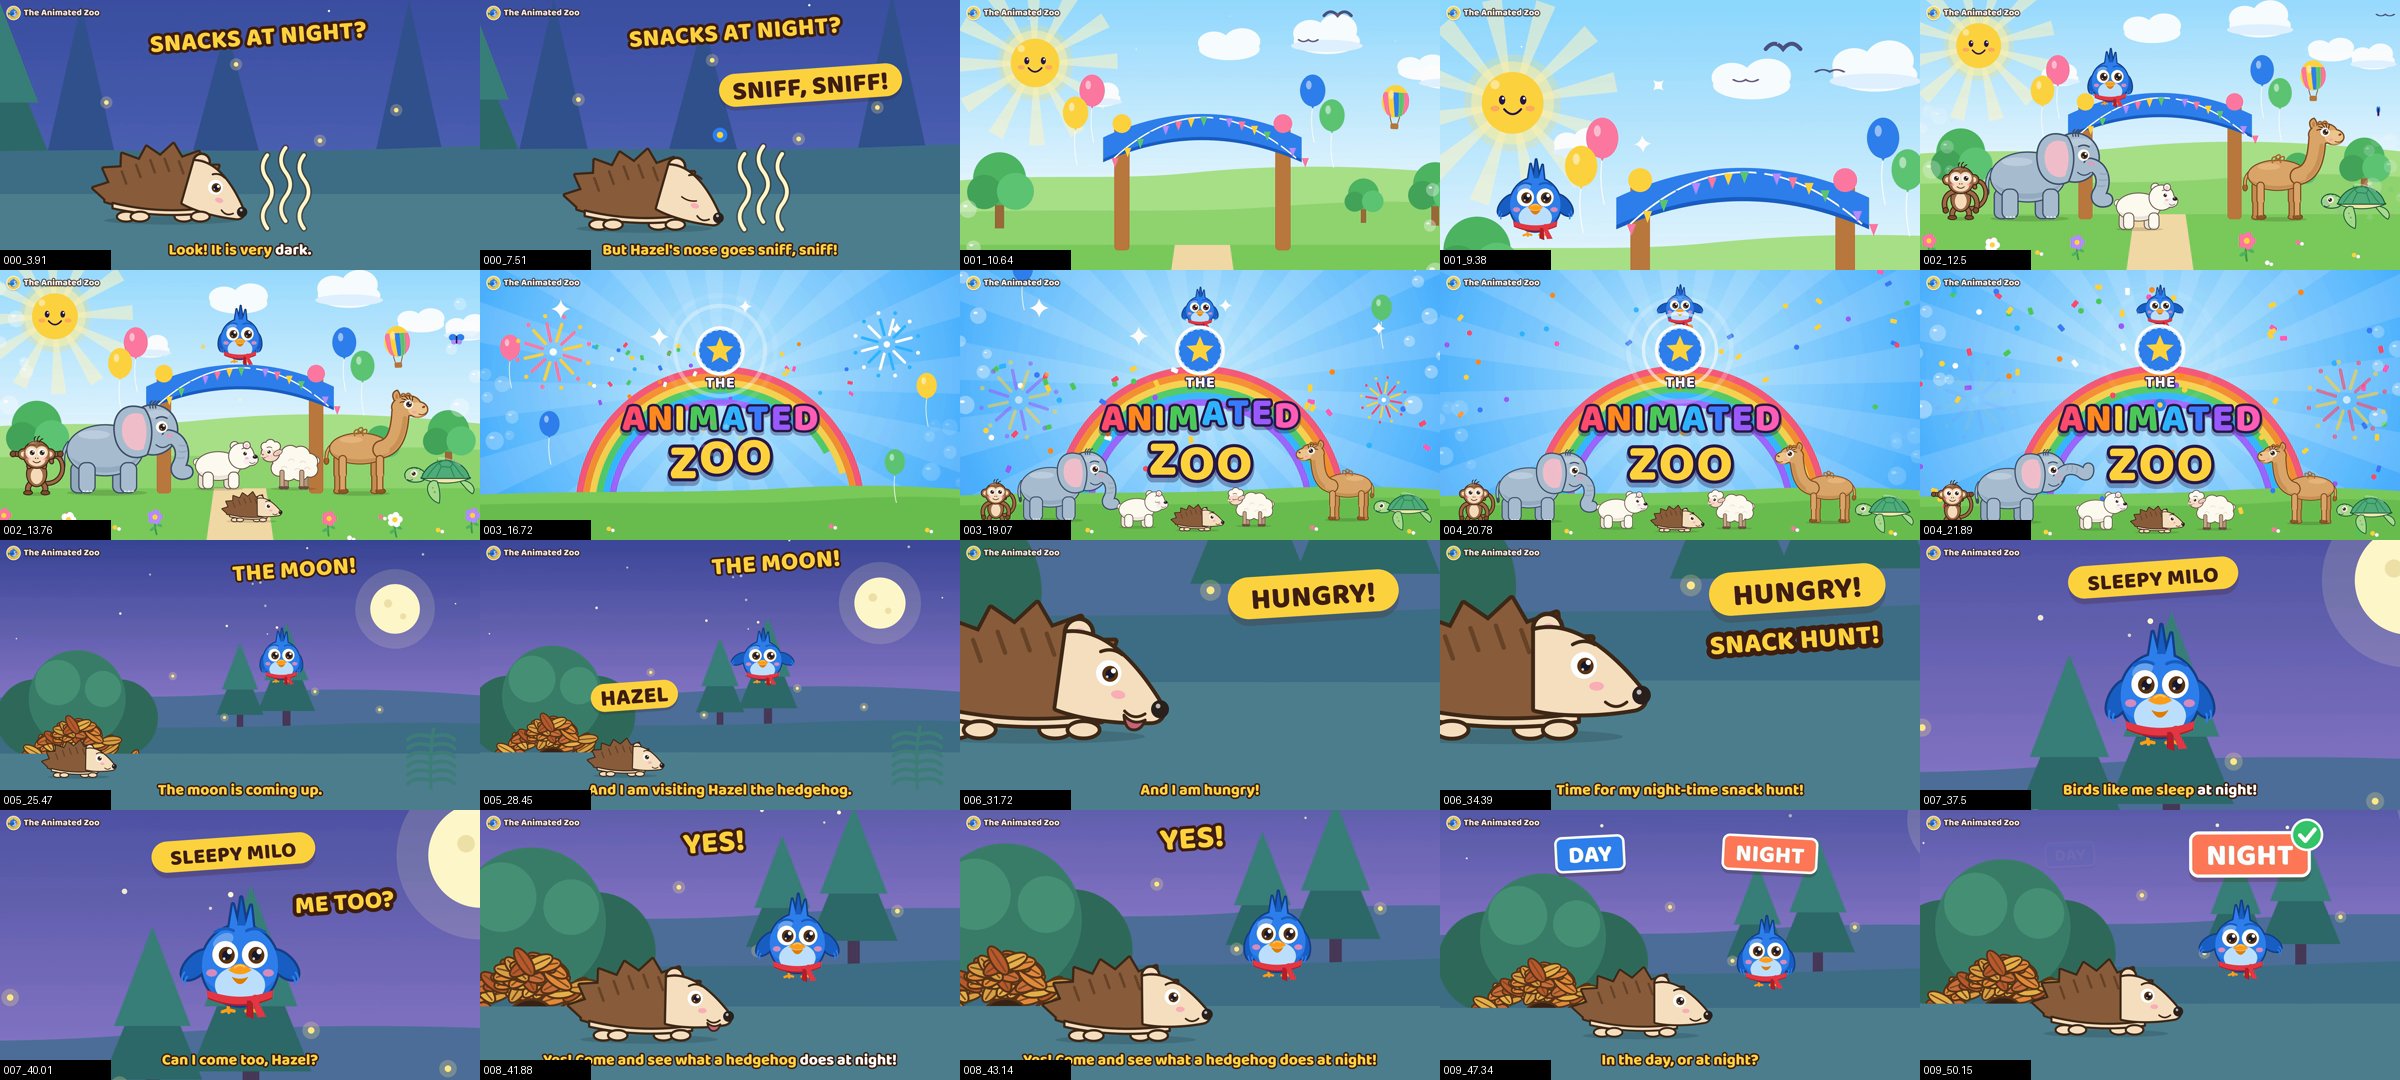 The Animated Zoo
SNACKS AT NIGHT?
Look! It is very dark.
000_3.91
The Animated Zoo
SNACKS AT NIGHT?
SNIFF, SNIFF!
But Hazel's nose goes sniff, sniff!
000_7.51
The Animated Zoo
001_10.64
The Animated Zoo
001_9.38
The Animated Zoo
002_12.5
The Animated Zoo
002_13.76
The Animated Zoo
THE
ANIMATED
ZOO
003_16.72
The Animated Zoo
THE
ANIMATED
ZOO
003_19.07
The Animated Zoo
THE
ANIMATED
ZOO
004_20.78
The Animated Zoo
THE
ANIMATED
ZOO
004_21.89
The Animated Zoo
THE MOON!
The moon is coming up.
005_25.47
The Animated Zoo
THE MOON!
HAZEL
And I am visiting Hazel the hedgehog.
005_28.45
The Animated Zoo
HUNGRY!
And I am hungry!
006_31.72
The Animated Zoo
HUNGRY!
SNACK HUNT!
Time for my night-time snack hunt!
006_34.39
The Animated Zoo
SLEEPY MILO
Birds like me sleep at night!
007_37.5
The Animated Zoo
SLEEPY MILO
ME TOO?
Can I come too, Hazel?
007_40.01
The Animated Zoo
YES!
Yes! Come and see what a hedgehog does at night!
008_41.88
The Animated Zoo
YES!
Yes! Come and see what a hedgehog does at night!
008_43.14
The Animated Zoo
DAY
NIGHT
In the day, or at night?
009_47.34
The Animated Zoo
DAY
NIGHT
009_50.15